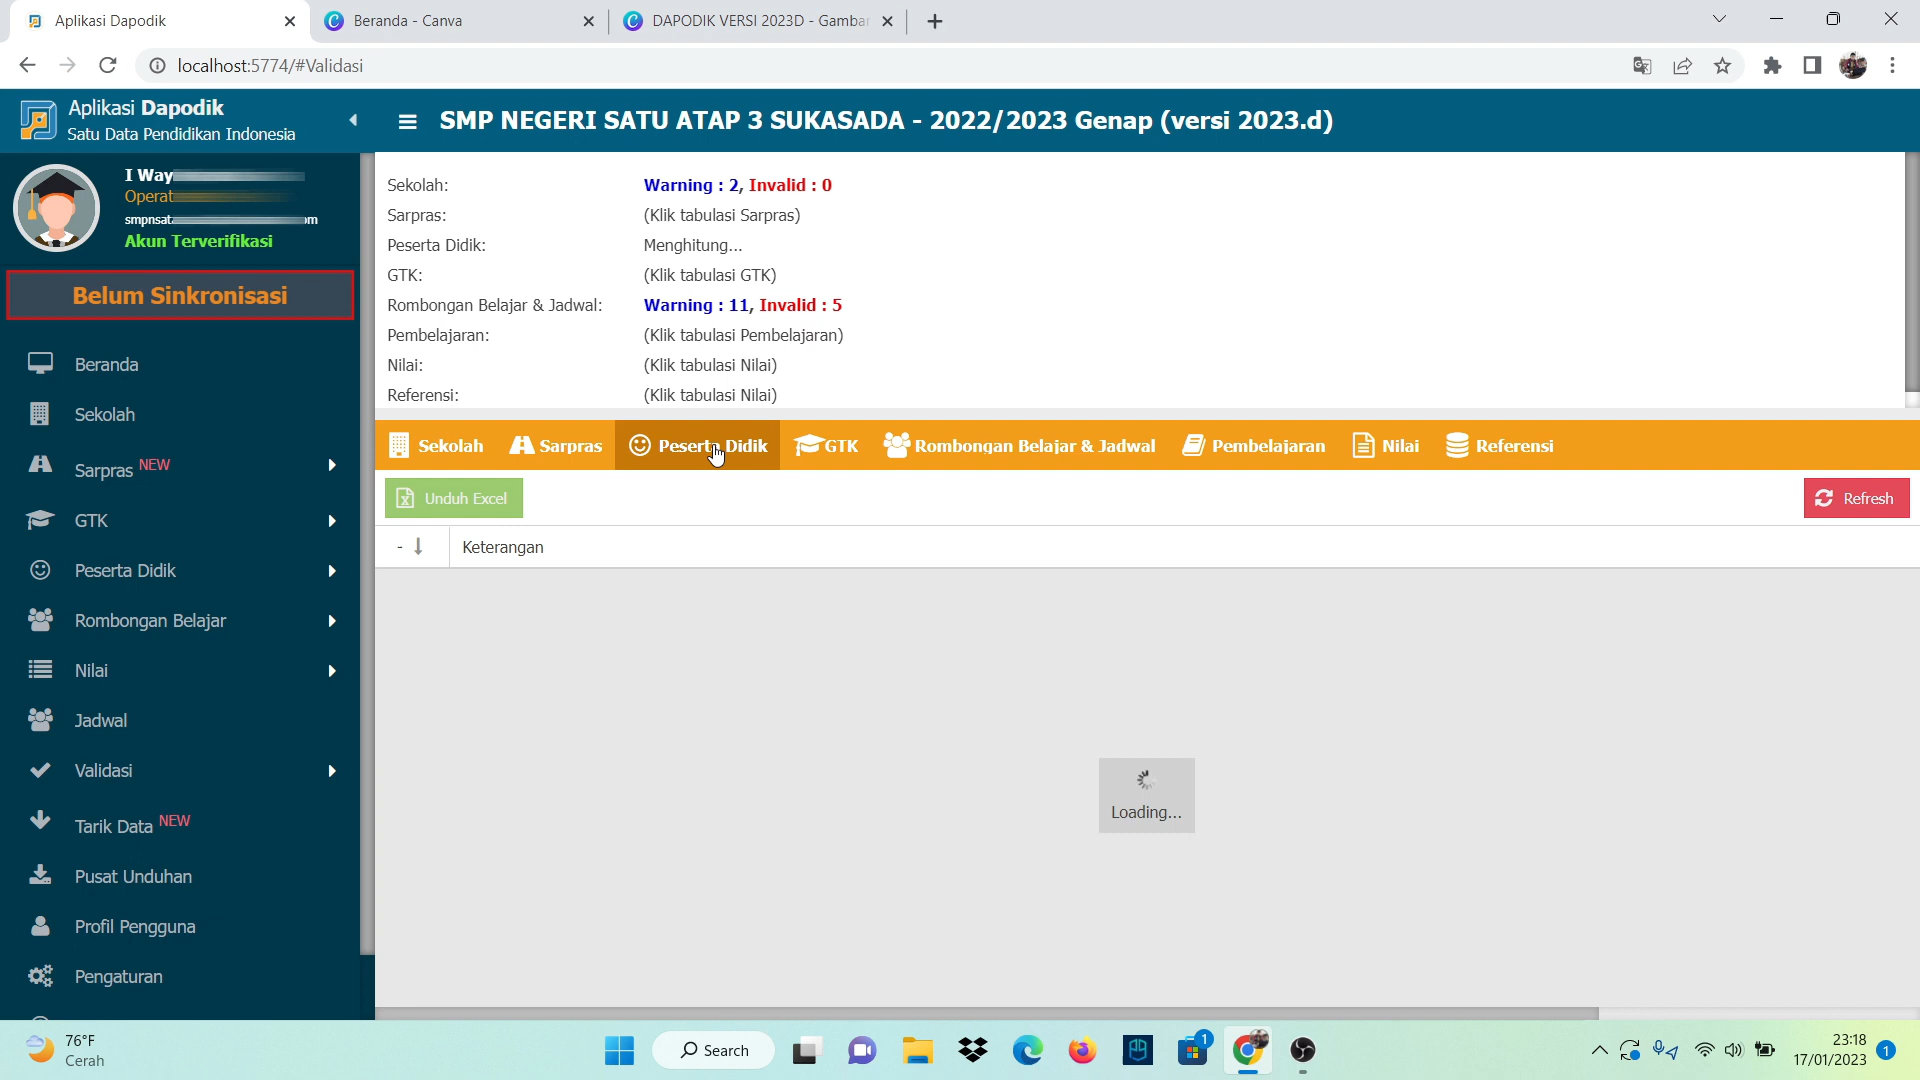 Aplikasi Dapodik
Beranda - Canva
DAPODIK VERSI 2023D - Gamba
localhost:5774/#Validasi
Aplikasi Dapodik
Satu Data Pendidikan Indonesia
SMP NEGERI SATU ATAP 3 SUKASADA - 2022/2023 Genap (versi 2023.d)
I Way
Operat
smpnsat
m
Akun Terverifikasi
Belum Sinkronisasi
Beranda
Sekolah
Sarpras NEW
GTK
Peserta Didik
Rombongan Belajar
Nilai
Jadwal
Validasi
Tarik Data NEW
Pusat Unduhan
Profil Pengguna
Pengaturan
Sekolah: Warning : 2, Invalid : 0
Sarpras: (Klik tabulasi Sarpras)
Peserta Didik: Menghitung...
GTK: (Klik tabulasi GTK)
Rombongan Belajar & Jadwal: Warning : 11, Invalid : 5
Pembelajaran: (Klik tabulasi Pembelajaran)
Nilai: (Klik tabulasi Nilai)
Referensi: (Klik tabulasi Nilai)
Sekolah Sarpras Peserta Didik GTK Rombongan Belajar & Jadwal Pembelajaran Nilai Referensi
Unduh Excel Refresh
- Keterangan
Loading...
76°F
Cerah
Search
1
23:18
17/01/2023
1